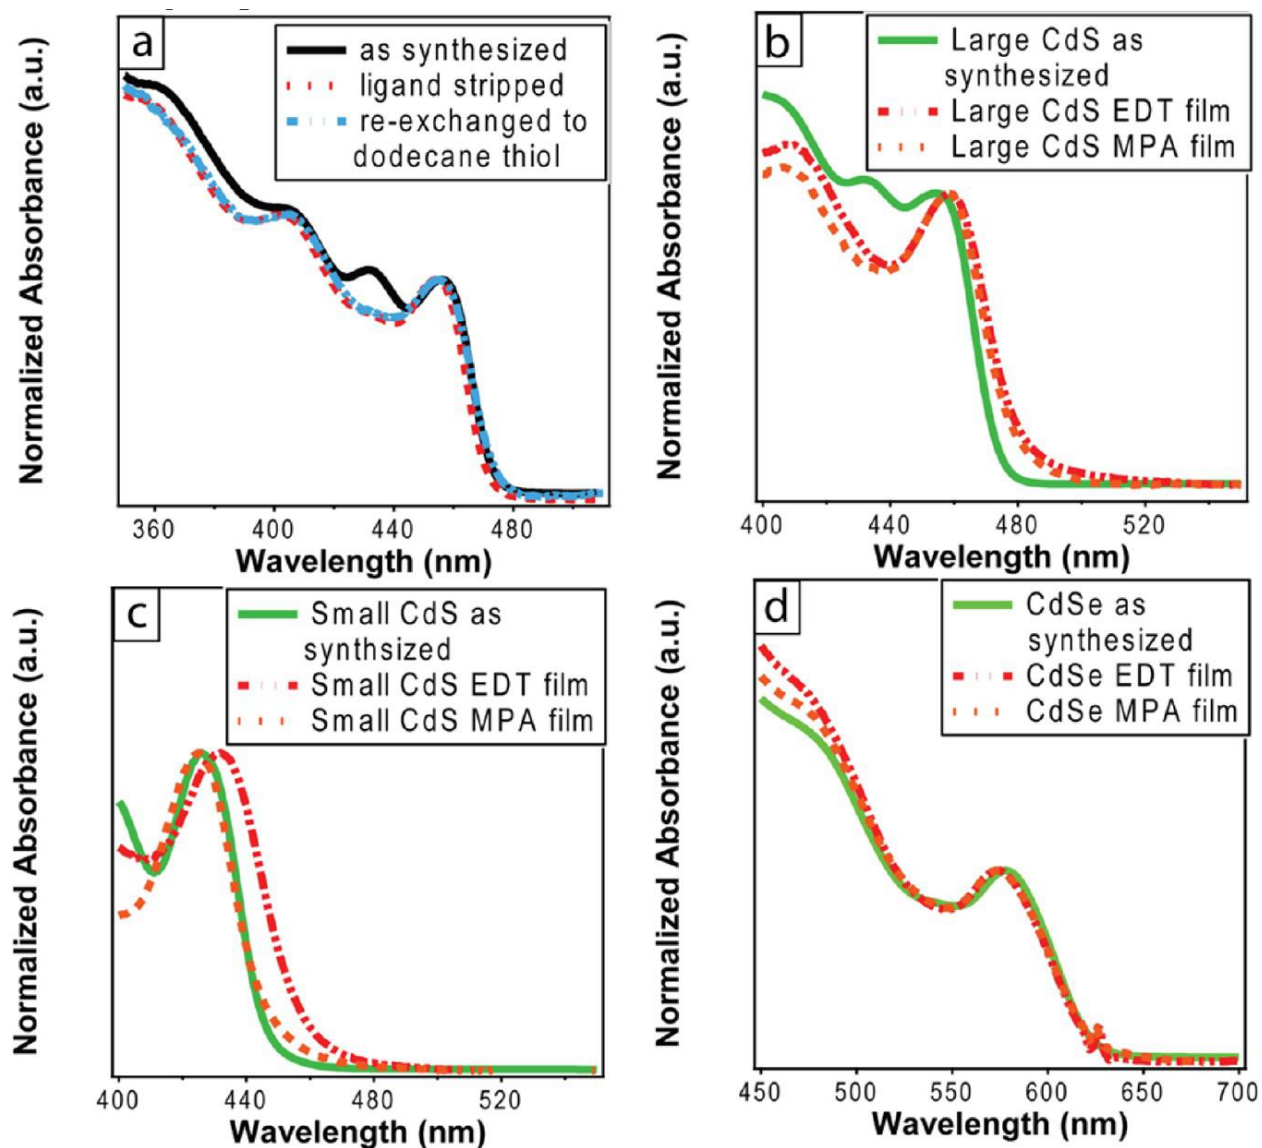 a
as synthesized
ligand stripped
re-exchanged to
dodecane thiol
Normalized Absorbance (a.u.)
360 400 440 480
Wavelength (nm)
b
Large CdS as
synthesized
Large CdS EDT film
Large CdS MPA film
Normalized Absorbance (a.u.)
400 440 480 520
Wavelength (nm)
c
Small CdS as
synthsized
Small CdS EDT film
Small CdS MPA film
Normalized Absorbance (a.u.)
400 440 480 520
Wavelength (nm)
d
CdSe as
synthesized
CdSe EDT film
CdSe MPA film
Normalized Absorbance (a.u.)
450 500 550 600 650 700
Wavelength (nm)